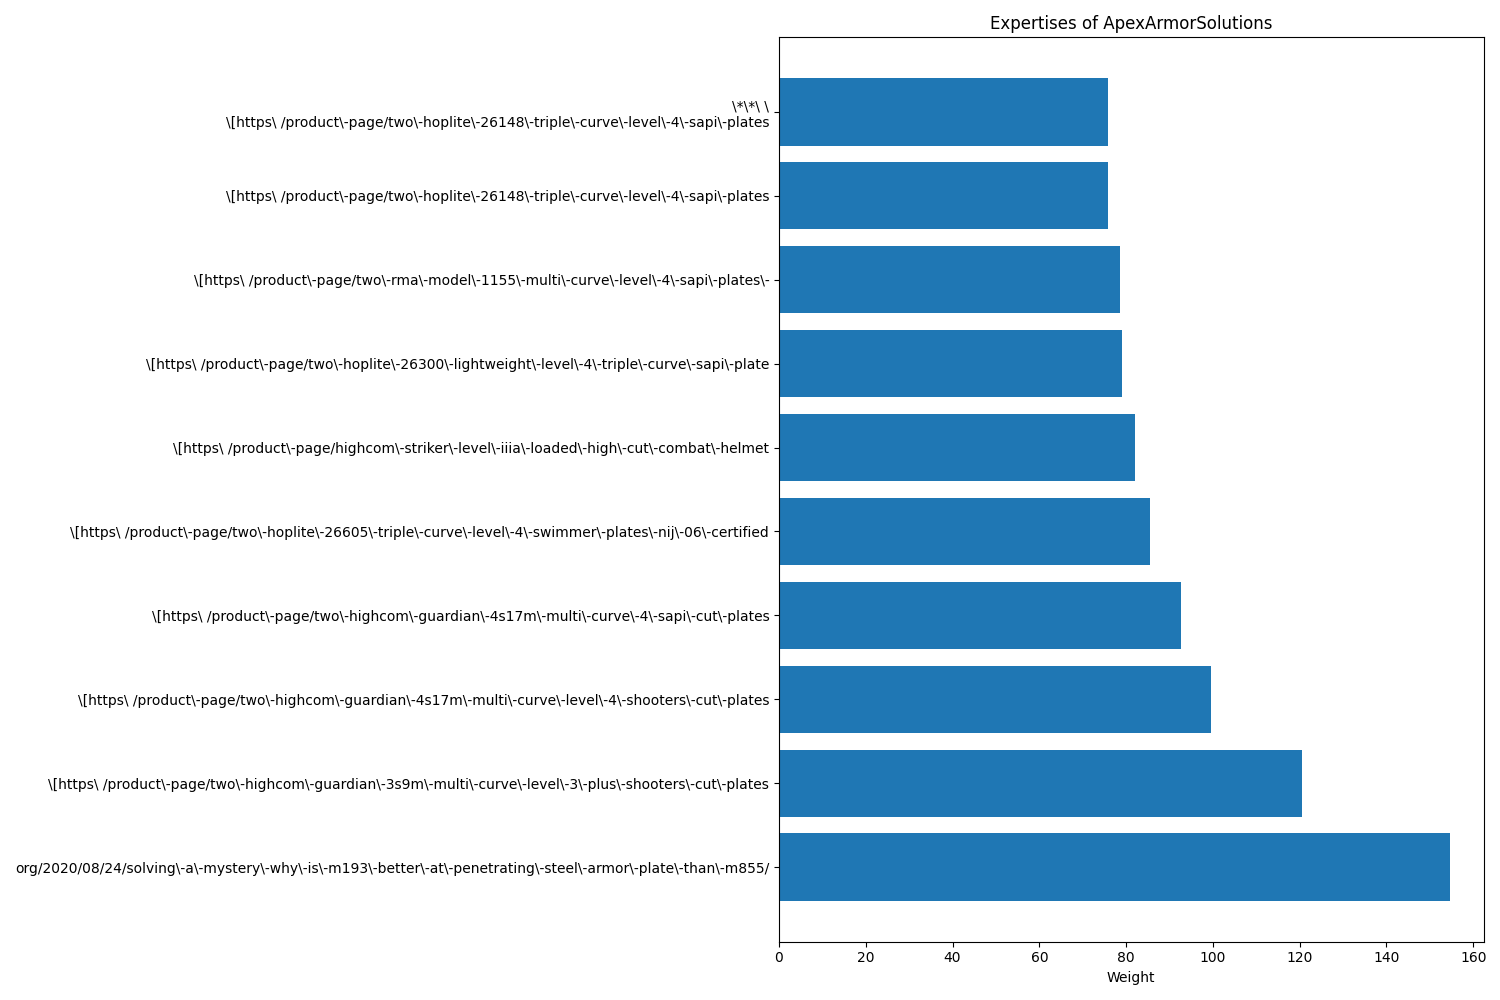 Expertises of ApexArmorSolutions
\*\*\ \
\[https\ /product\-page/two\-hoplite\-26148\-triple\-curve\-level\-4\-sapi\-plates
\[https\ /product\-page/two\-hoplite\-26148\-triple\-curve\-level\-4\-sapi\-plates
\[https\ /product\-page/two\-rma\-model\-1155\-multi\-curve\-level\-4\-sapi\-plates\-
\[https\ /product\-page/two\-hoplite\-26300\-lightweight\-level\-4\-triple\-curve\-sapi\-plate
\[https\ /product\-page/highcom\-striker\-level\-iiia\-loaded\-high\-cut\-combat\-helmet
\[https\ /product\-page/two\-hoplite\-26605\-triple\-curve\-level\-4\-swimmer\-plates\-nij\-06\-certified
\[https\ /product\-page/two\-highcom\-guardian\-4s17m\-multi\-curve\-4\-sapi\-cut\-plates
\[https\ /product\-page/two\-highcom\-guardian\-4s17m\-multi\-curve\-level\-4\-shooters\-cut\-plates
\[https\ /product\-page/two\-highcom\-guardian\-3s9m\-multi\-curve\-level\-3\-plus\-shooters\-cut\-plates
org/2020/08/24/solving\-a\-mystery\-why\-is\-m193\-better\-at\-penetrating\-steel\-armor\-plate\-than\-m855/
0 20 40 60 80 100 120 140 160
Weight